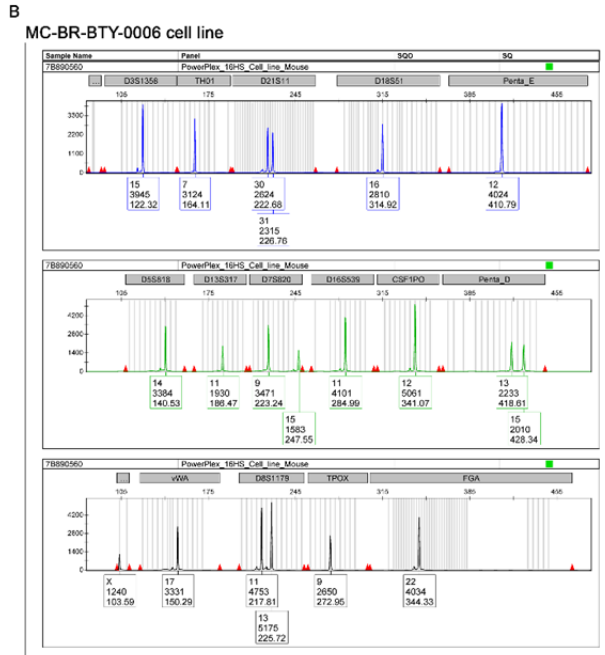 B
MC-BR-BTY-0006 cell line
Sample Name Panel SQO SQ
7B890560 PowerPlex_16HS_Cell_line_Mouse
... D3S1358 TH01 D21S11 D18S51 Penta_E
105 175 245 315 385 455
3300
2200
1100
0
15 7 30 16 12
3945 3124 2624 2810 4024
122.32 164.11 222.68 314.92 410.79
31
2315
226.76
7B890560 PowerPlex_16HS_Cell_line_Mouse
D5S818 D13S317 D7S820 D16S539 CSF1PO Penta_D
105 175 245 315 385 455
4200
2800
1400
0
14 11 9 11 12 13
3384 1930 3471 4101 5061 2233
140.53 186.47 223.24 284.99 341.07 418.61
15 15
1583 2010
247.55 428.34
7B890560 PowerPlex_16HS_Cell_line_Mouse
vWA D8S1179 TPOX FGA
105 175 245 315 385 455
4200
2800
1400
0
X 17 11 9 22
1240 3331 4753 2650 4034
103.59 150.29 217.81 272.95 344.33
13
5175
225.72